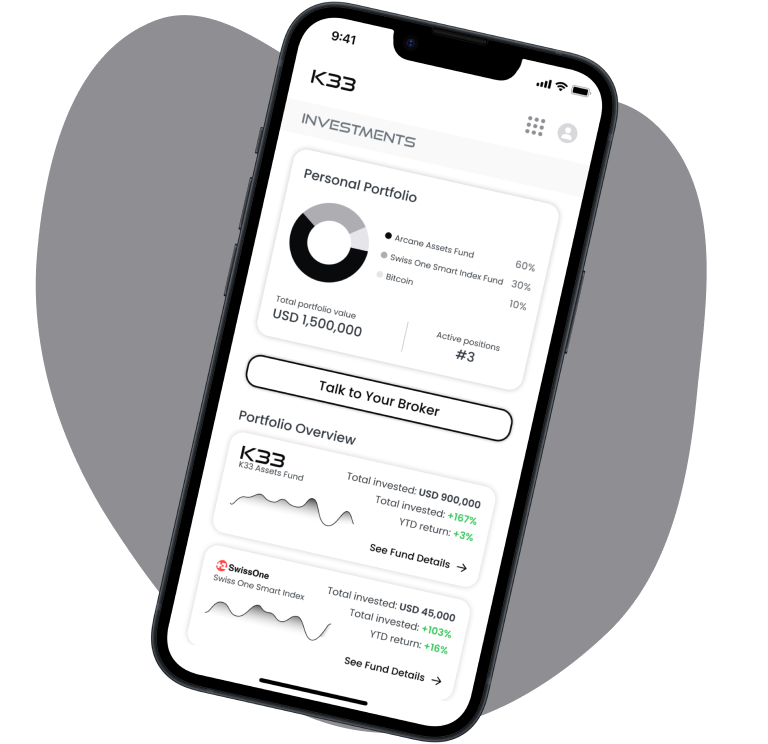 9:41
K33
INVESTMENTS
Personal Portfolio
Arcane Assets Fund 60%
Swiss One Smart Index Fund 30%
Bitcoin 10%
Total portfolio value
USD 1,500,000
Active positions
#3
Talk to Your Broker
Portfolio Overview
K33
K33 Assets Fund
Total invested: USD 900,000
Total invested: +167%
YTD return: +3%
See Fund Details →
SwissOne
Swiss One Smart Index
Total invested: USD 45,000
Total invested: +103%
YTD return: +16%
See Fund Details →